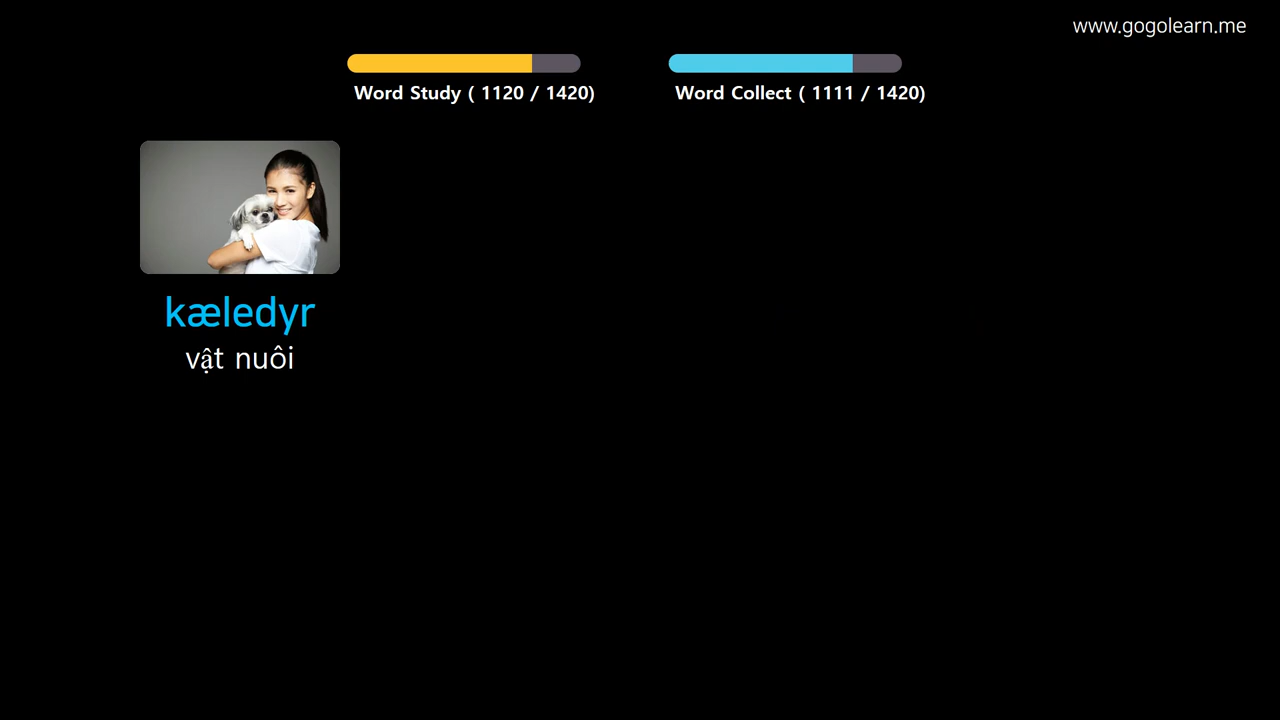 www.gogolearn.me
Word Study ( 1120 / 1420)
Word Collect ( 1111 / 1420)
kæledyr
vật nuôi